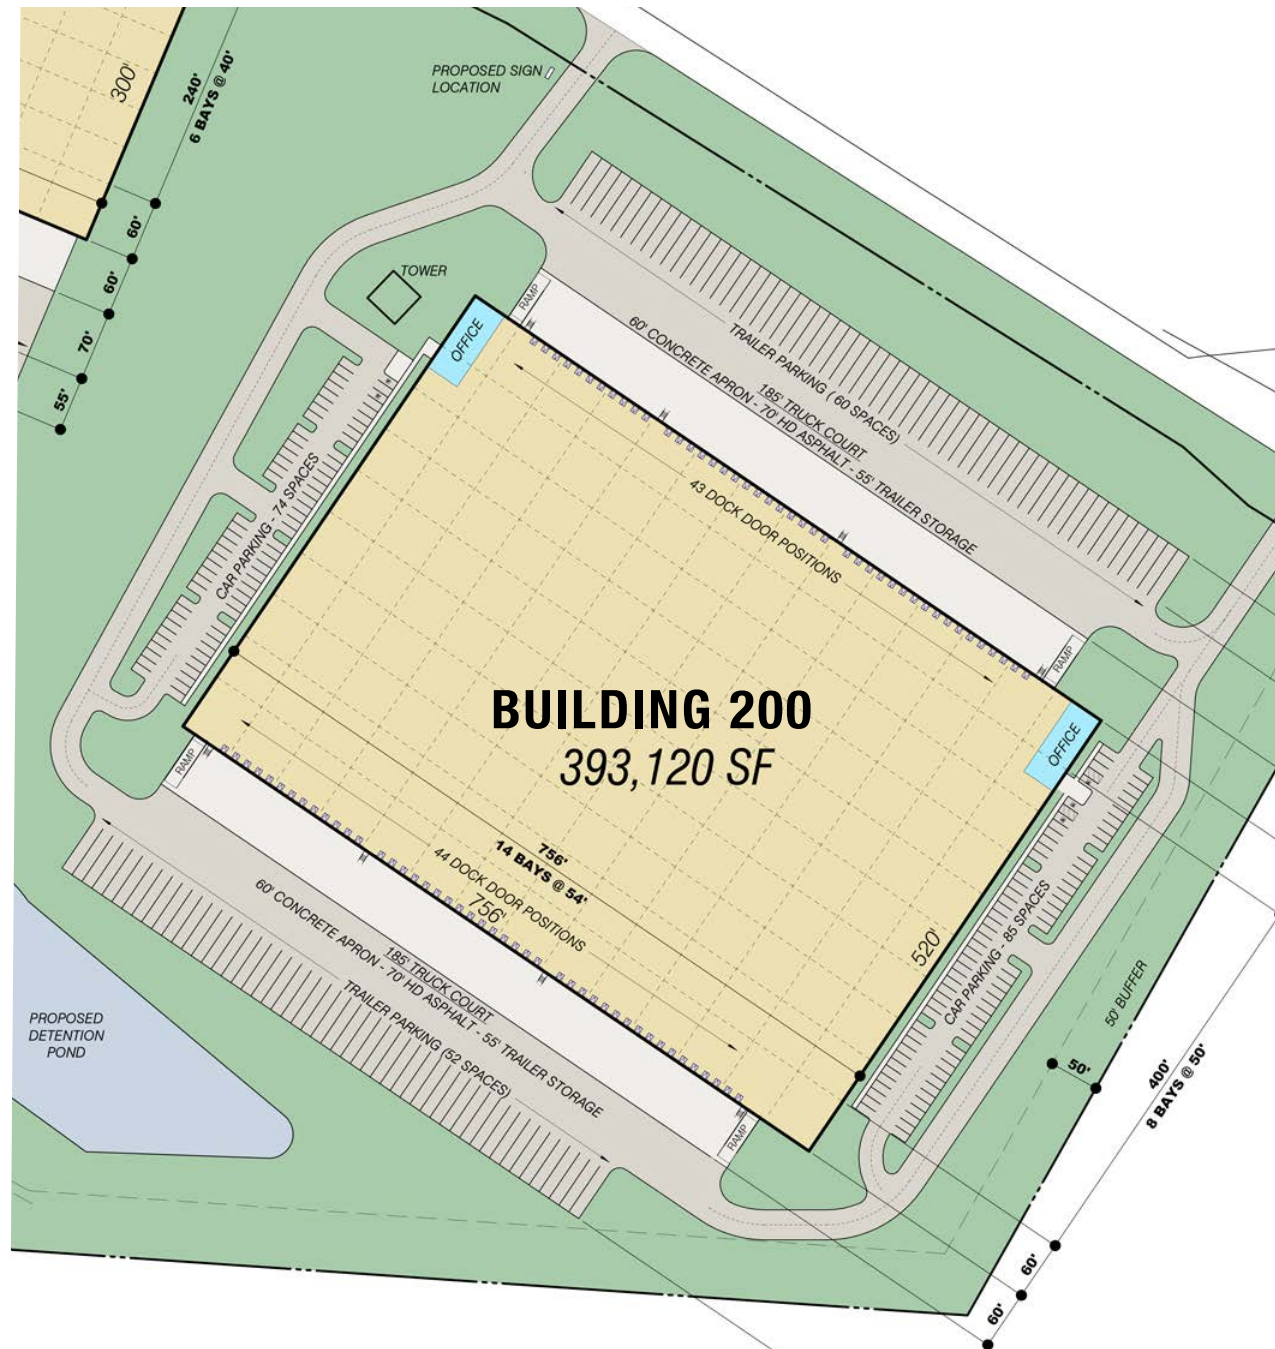 300'
240'
6 BAYS @ 40'
60'
60'
70'
55'
PROPOSED SIGN
LOCATION
TOWER
OFFICE
RAMP
TRAILER PARKING ( 60 SPACES)
185' TRUCK COURT
60' CONCRETE APRON - 70' HD ASPHALT - 55' TRAILER STORAGE
43 DOCK DOOR POSITIONS
CAR PARKING - 74 SPACES
RAMP
BUILDING 200
393,120 SF
OFFICE
RAMP
756'
14 BAYS @ 54'
44 DOCK DOOR POSITIONS
756'
520'
185' TRUCK COURT
60' CONCRETE APRON - 70' HD ASPHALT - 55' TRAILER STORAGE
TRAILER PARKING (52 SPACES)
RAMP
CAR PARKING - 85 SPACES
50' BUFFER
50'
400'
8 BAYS @ 50'
60'
60'
PROPOSED
DETENTION
POND